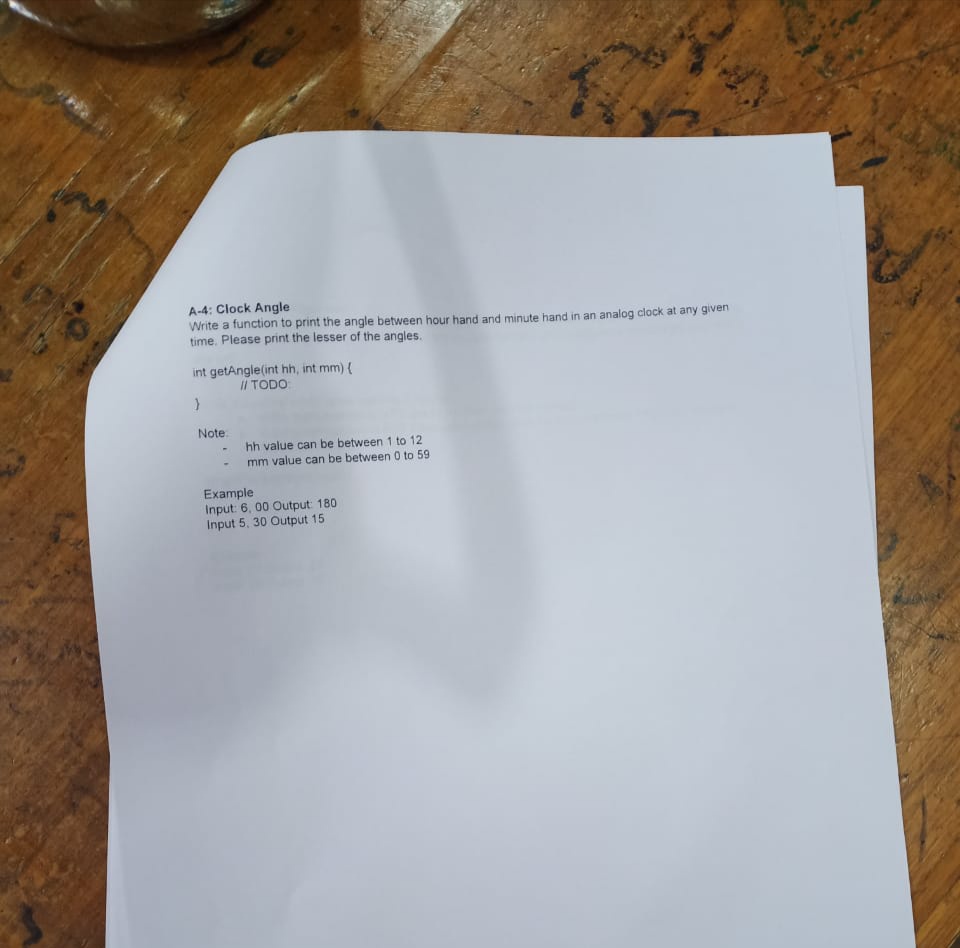 A-4: Clock Angle
Write a function to print the angle between hour hand and minute hand in an analog clock at any given
time. Please print the lesser of the angles.
int getAngle(int hh, int mm) {
// TODO:
}
Note:
- hh value can be between 1 to 12
- mm value can be between 0 to 59
Example
Input: 6, 00 Output: 180
Input 5, 30 Output 15